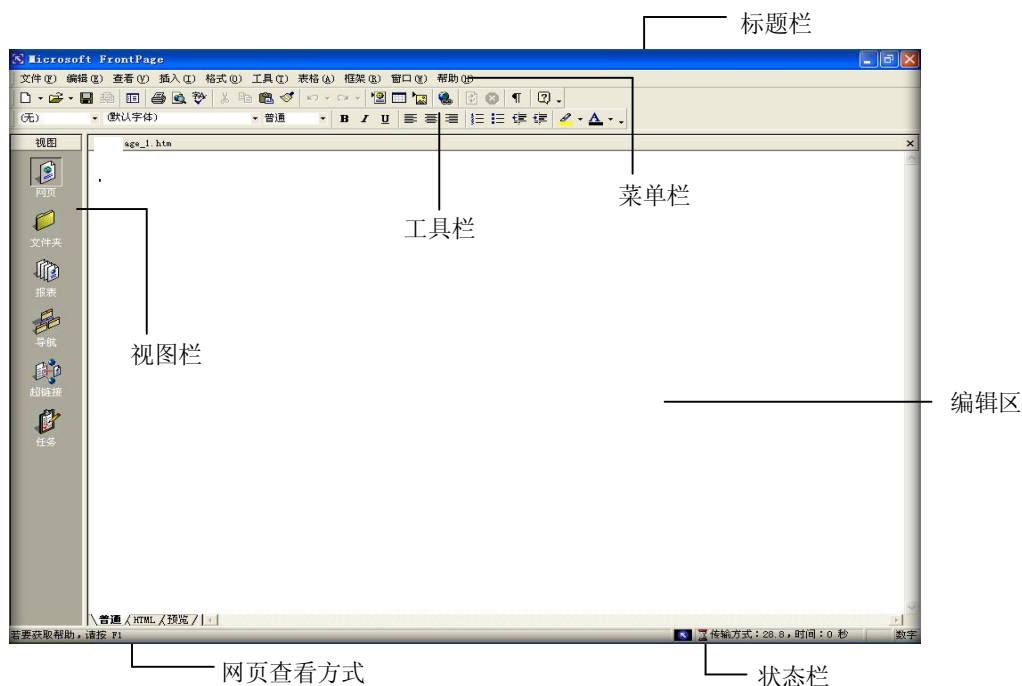 标题栏
Microsoft FrontPage
文件(F) 编辑(E) 查看(V) 插入(I) 格式(O) 工具(T) 表格(A) 框架(R) 窗口(W) 帮助(H)
(无) (默认字体) 普通 B I U
视图 age_1.htm
网页
菜单栏
工具栏
文件夹
报表
导航
视图栏
超链接
编辑区
任务
普通 HTML 预览
若要获取帮助，请按 F1 传输方式：28.8，时间：0 秒 数字
网页查看方式
状态栏